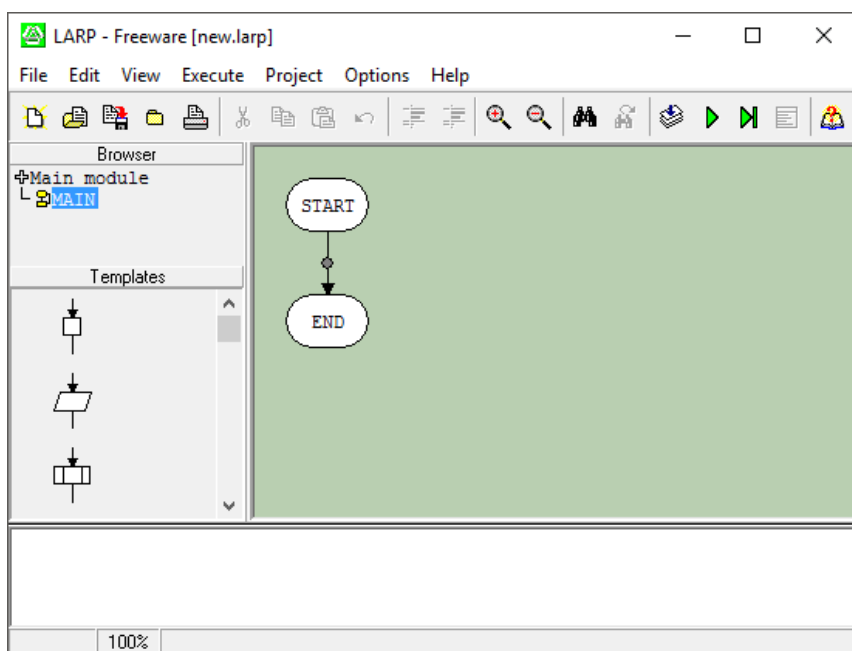 LARP - Freeware [new.larp]
File Edit View Execute Project Options Help
Browser
Main module
MAIN
Templates
START
END
100%